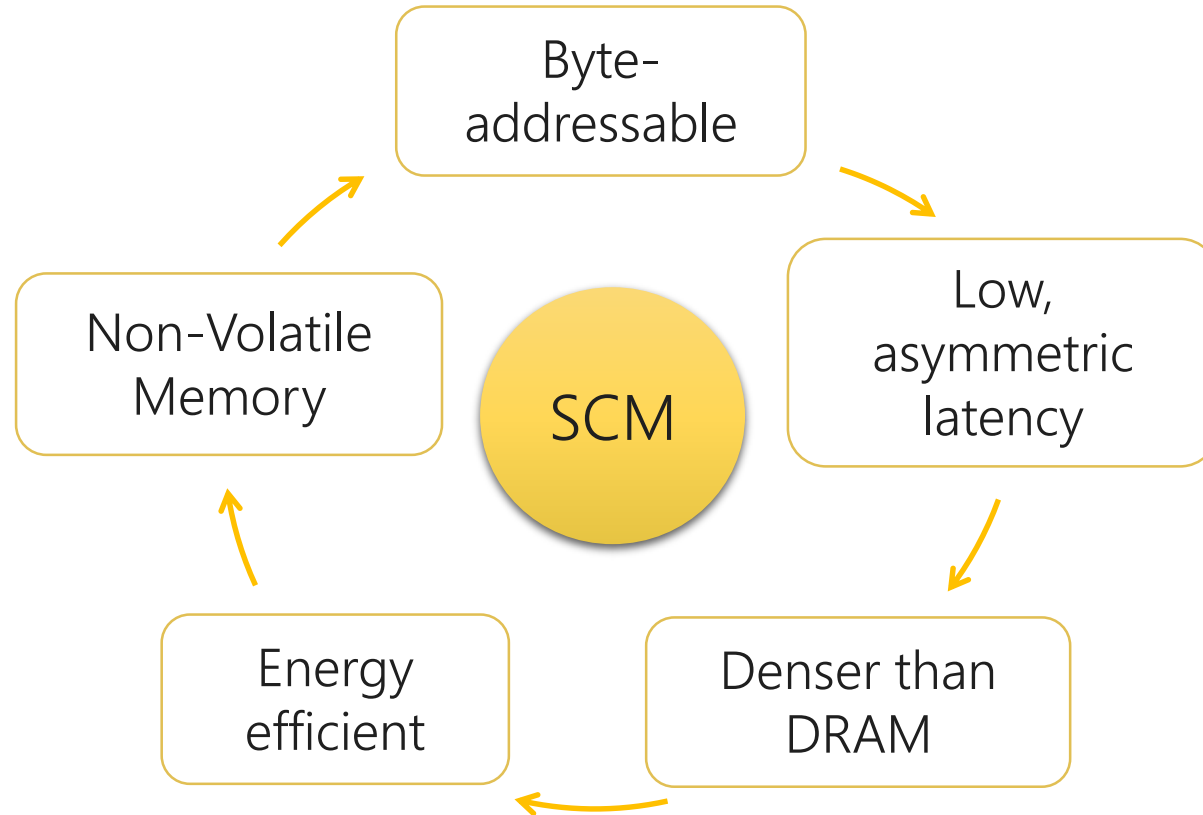 Byte-
addressable
Low,
asymmetric
latency
Non-Volatile
Memory
SCM
Energy
efficient
Denser than
DRAM